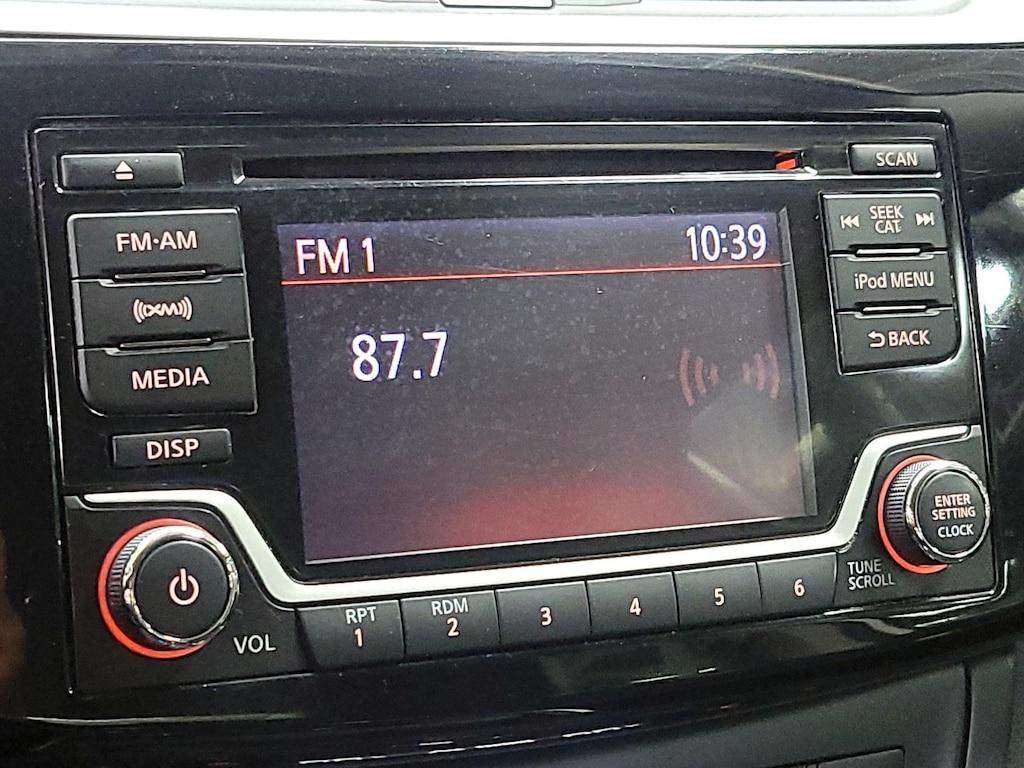 SCAN
FM·AM
SEEK
CAT
FM 1
10:39
iPod MENU
(((XM)))
87.7
BACK
MEDIA
DISP
ENTER
SETTING
CLOCK
TUNE
SCROLL
VOL
RPT
1
RDM
2
3
4
5
6